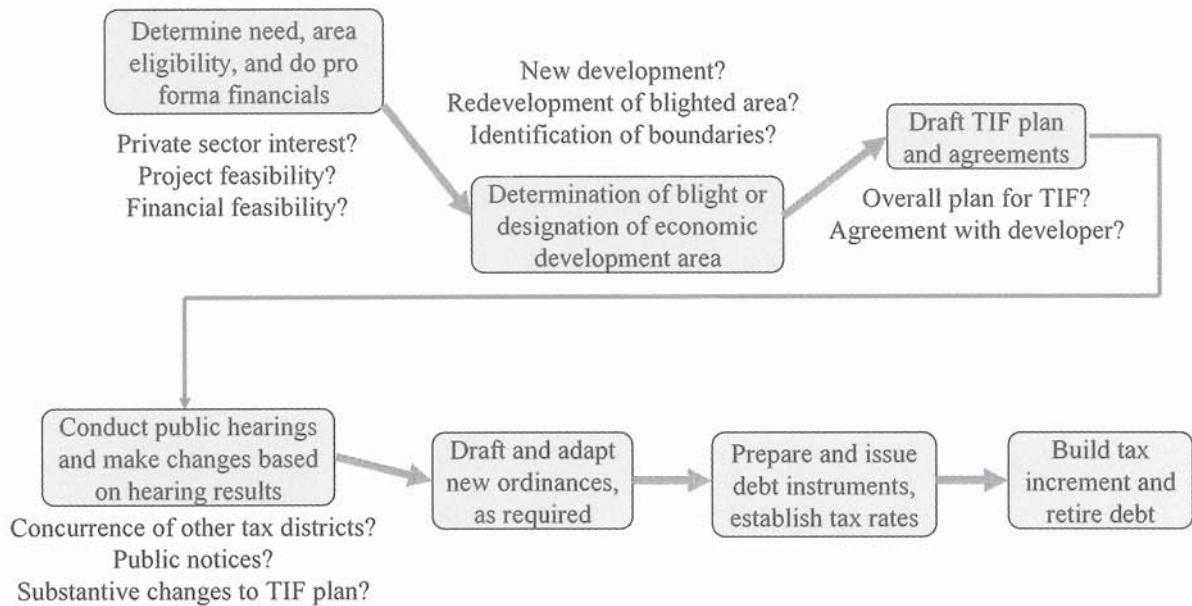 Determine need, area
eligibility, and do pro
forma financials
Private sector interest?
Project feasibility?
Financial feasibility?
New development?
Redevelopment of blighted area?
Identification of boundaries?
Determination of blight or
designation of economic
development area
Draft TIF plan
and agreements
Overall plan for TIF?
Agreement with developer?
Conduct public hearings
and make changes based
on hearing results
Concurrence of other tax districts?
Public notices?
Substantive changes to TIF plan?
Draft and adapt
new ordinances,
as required
Prepare and issue
debt instruments,
establish tax rates
Build tax
increment and
retire debt